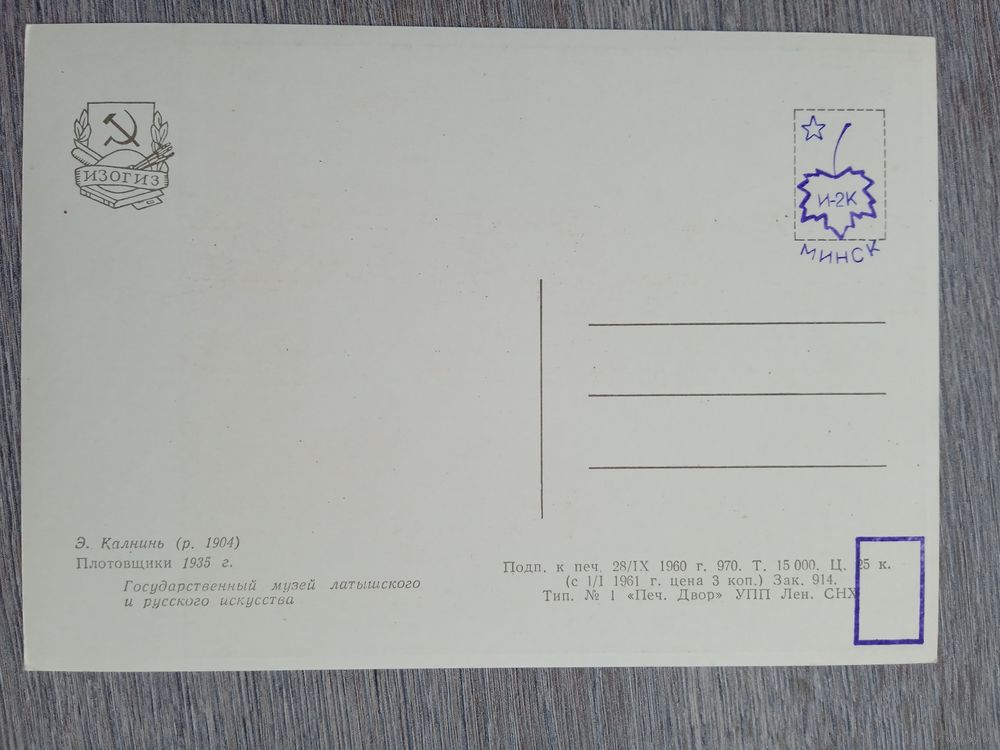 ИЗОГИЗ
И-2К
МИНСК
Э. Калнинь (р. 1904)
Плотовщики 1935 г.
Государственный музей латышского
и русского искусства
Подп. к печ. 28/IX 1960 г. 970. Т. 15 000. Ц. 25 к.
(с 1/I 1961 г. цена 3 коп.) Зак. 914.
Тип. № 1 «Печ. Двор» УПП Лен. СНХ